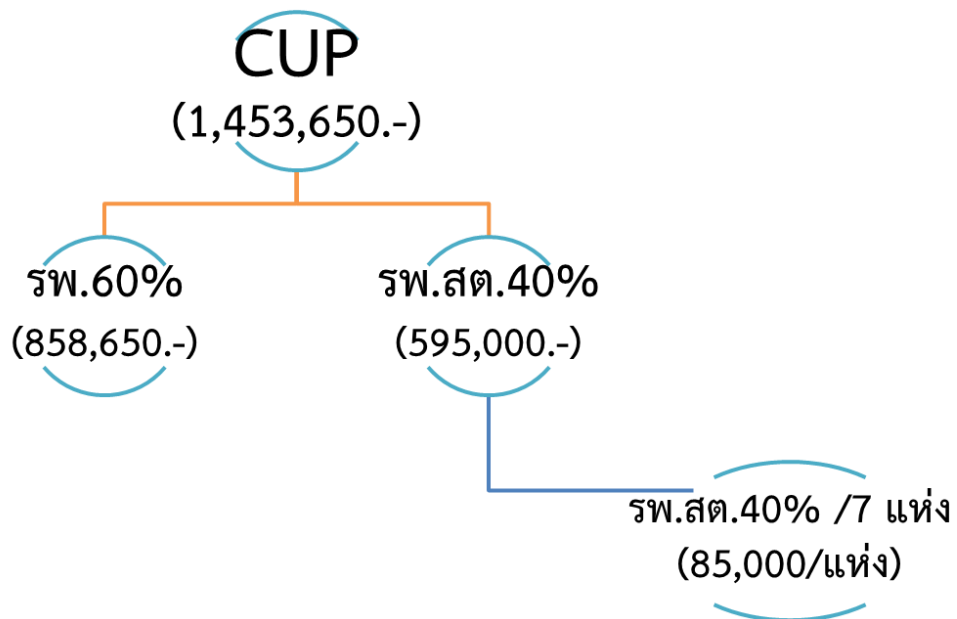 CUP
(1,453,650.-)
รพ.60%
(858,650.-)
รพ.สต.40%
(595,000.-)
รพ.สต.40% /7 แห่ง
(85,000/แห่ง)